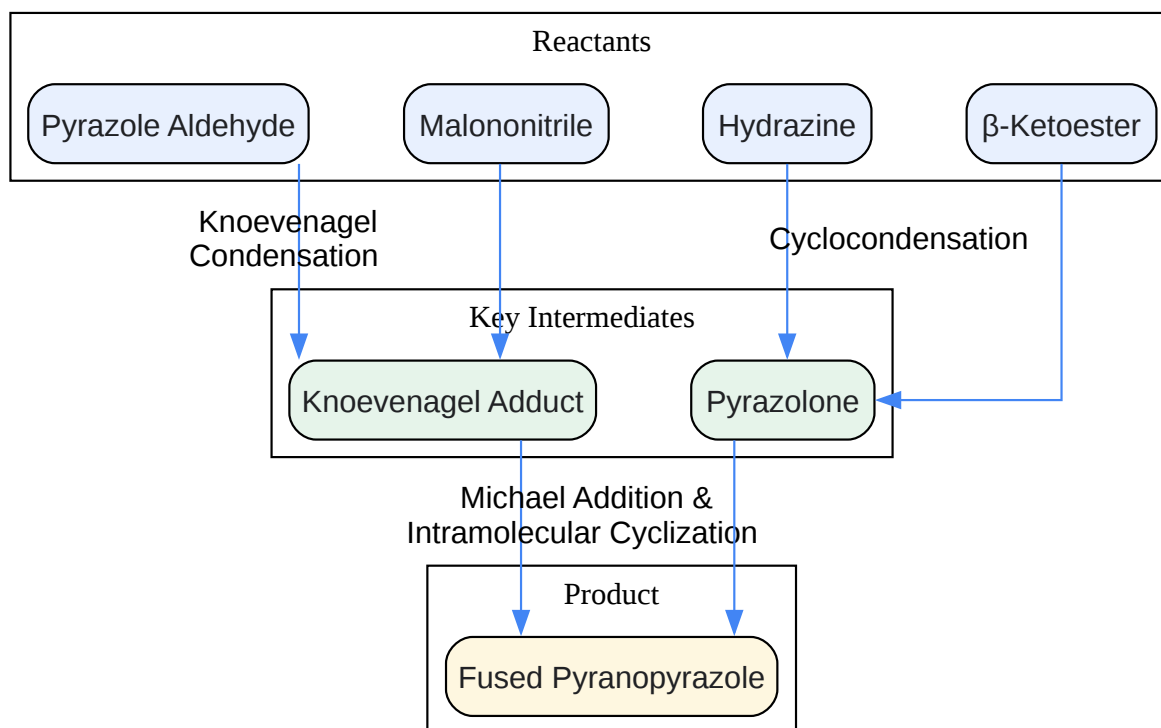 Reactants
Pyrazole Aldehyde
Malononitrile
Hydrazine
β-Ketoester
Knoevenagel
Condensation
Cyclocondensation
Key Intermediates
Knoevenagel Adduct
Pyrazolone
Michael Addition &
Intramolecular Cyclization
Product
Fused Pyranopyrazole